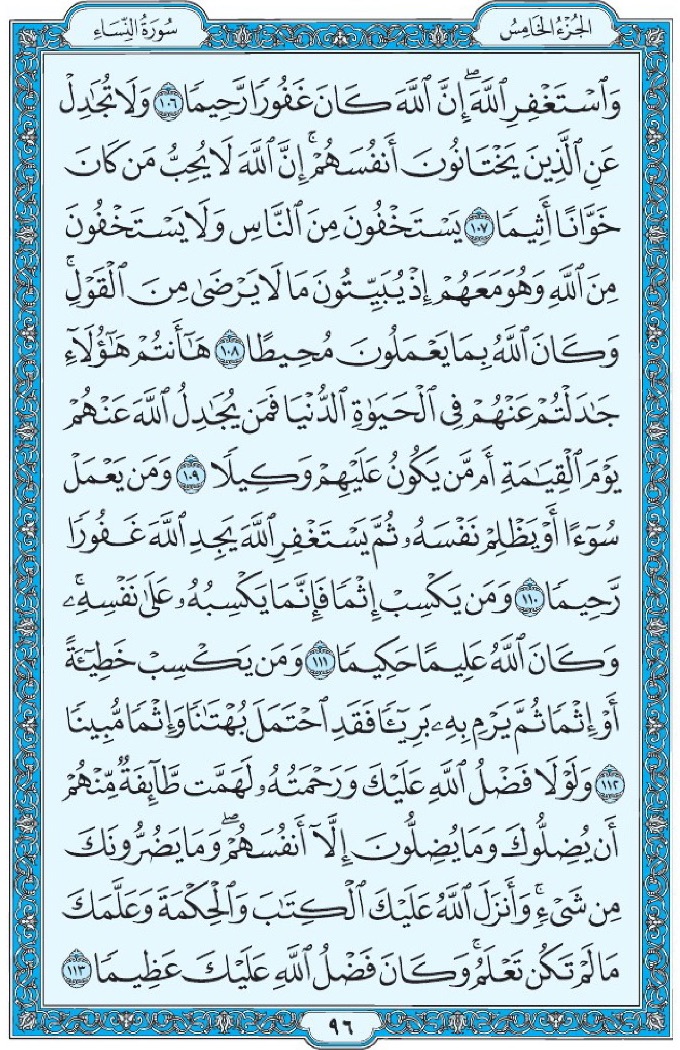 الجُزْءُ الخَامِسُ
سُورَةُ النِّسَاءِ
وَٱسۡتَغۡفِرِ ٱللَّهَۖ إِنَّ ٱللَّهَ كَانَ غَفُورٗا رَّحِيمٗا ١٠٦ وَلَا تُجَٰدِلۡ
عَنِ ٱلَّذِينَ يَخۡتَانُونَ أَنفُسَهُمۡۚ إِنَّ ٱللَّهَ لَا يُحِبُّ مَن كَانَ
خَوَّانًا أَثِيمٗا ١٠٧ يَسۡتَخۡفُونَ مِنَ ٱلنَّاسِ وَلَا يَسۡتَخۡفُونَ
مِنَ ٱللَّهِ وَهُوَ مَعَهُمۡ إِذۡ يُبَيِّتُونَ مَا لَا يَرۡضَىٰ مِنَ ٱلۡقَوۡلِۚ
وَكَانَ ٱللَّهُ بِمَا يَعۡمَلُونَ مُحِيطًا ١٠٨ هَٰٓأَنتُمۡ هَٰٓؤُلَآءِ
جَٰدَلۡتُمۡ عَنۡهُمۡ فِي ٱلۡحَيَوٰةِ ٱلدُّنۡيَا فَمَن يُجَٰدِلُ ٱللَّهَ عَنۡهُمۡ
يَوۡمَ ٱلۡقِيَٰمَةِ أَم مَّن يَكُونُ عَلَيۡهِمۡ وَكِيلٗا ١٠٩ وَمَن يَعۡمَلۡ
سُوٓءًا أَوۡ يَظۡلِمۡ نَفۡسَهُۥ ثُمَّ يَسۡتَغۡفِرِ ٱللَّهَ يَجِدِ ٱللَّهَ غَفُورٗا
رَّحِيمٗا ١١٠ وَمَن يَكۡسِبۡ إِثۡمٗا فَإِنَّمَا يَكۡسِبُهُۥ عَلَىٰ نَفۡسِهِۦۚ
وَكَانَ ٱللَّهُ عَلِيمًا حَكِيمٗا ١١١ وَمَن يَكۡسِبۡ خَطِيٓـَٔةً
أَوۡ إِثۡمٗا ثُمَّ يَرۡمِ بِهِۦ بَرِيٓـٔٗا فَقَدِ ٱحۡتَمَلَ بُهۡتَٰنٗا وَإِثۡمٗا مُّبِينٗا
١١٢ وَلَوۡلَا فَضۡلُ ٱللَّهِ عَلَيۡكَ وَرَحۡمَتُهُۥ لَهَمَّت طَّآئِفَةٞ مِّنۡهُمۡ
أَن يُضِلُّوكَ وَمَا يُضِلُّونَ إِلَّآ أَنفُسَهُمۡۖ وَمَا يَضُرُّونَكَ
مِن شَيۡءٖۚ وَأَنزَلَ ٱللَّهُ عَلَيۡكَ ٱلۡكِتَٰبَ وَٱلۡحِكۡمَةَ وَعَلَّمَكَ
مَا لَمۡ تَكُن تَعۡلَمُۚ وَكَانَ فَضۡلُ ٱللَّهِ عَلَيۡكَ عَظِيمٗا ١١٣
٩٦